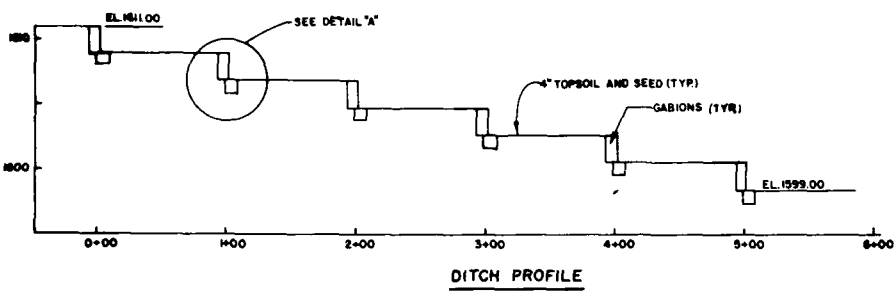 EL.1611.00
SEE DETAIL "A"
1610
4" TOPSOIL AND SEED (TYP.)
GABIONS (TYP.)
1600
EL.1599.00
0+00 1+00 2+00 3+00 4+00 5+00 6+00
DITCH PROFILE